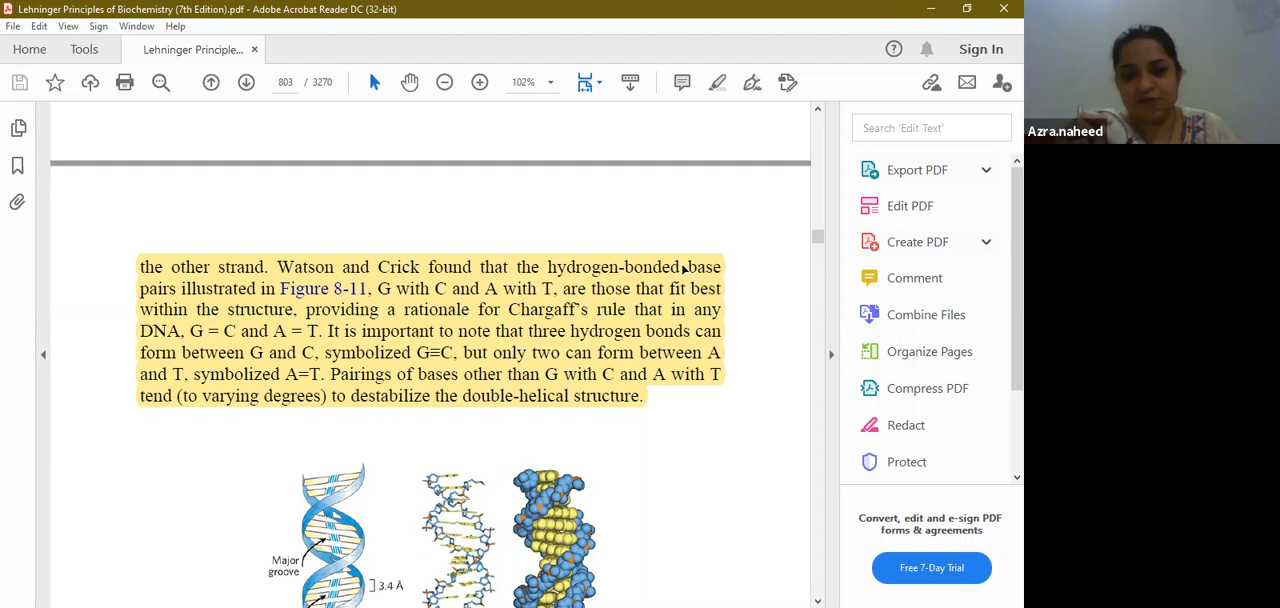 Lehninger Principles of Biochemistry (7th Edition).pdf - Adobe Acrobat Reader DC (32-bit)
File Edit View Sign Window Help
Home Tools Lehninger Principle... × Sign In
803 / 3270 102%
the other strand. Watson and Crick found that the hydrogen-bonded base
pairs illustrated in Figure 8-11, G with C and A with T, are those that fit best
within the structure, providing a rationale for Chargaff's rule that in any
DNA, G = C and A = T. It is important to note that three hydrogen bonds can
form between G and C, symbolized G≡C, but only two can form between A
and T, symbolized A=T. Pairings of bases other than G with C and A with T
tend (to varying degrees) to destabilize the double-helical structure.
Major
groove
3.4 Å
Search 'Edit Text'
Export PDF
Edit PDF
Create PDF
Comment
Combine Files
Organize Pages
Compress PDF
Redact
Protect
Convert, edit and e-sign PDF
forms & agreements
Free 7-Day Trial
Azra.naheed